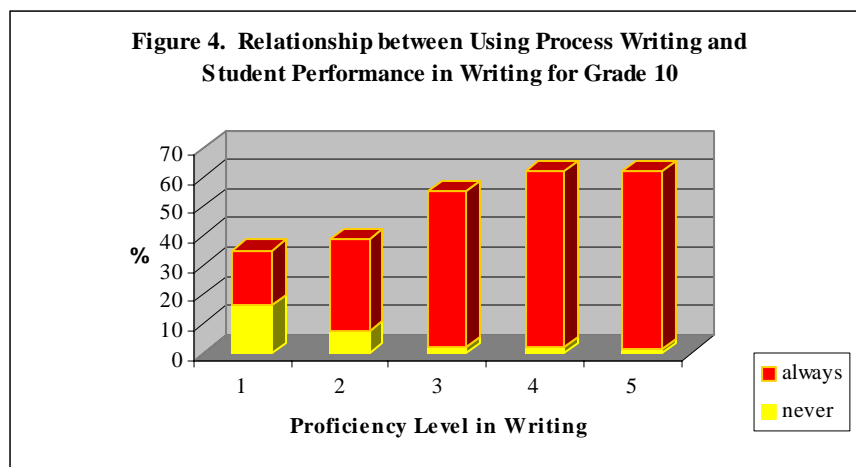 Figure 4. Relationship between Using Process Writing and
Student Performance in Writing for Grade 10
70
60
50
40
30
20
10
0
%
1 2 3 4 5
Proficiency Level in Writing
always
never